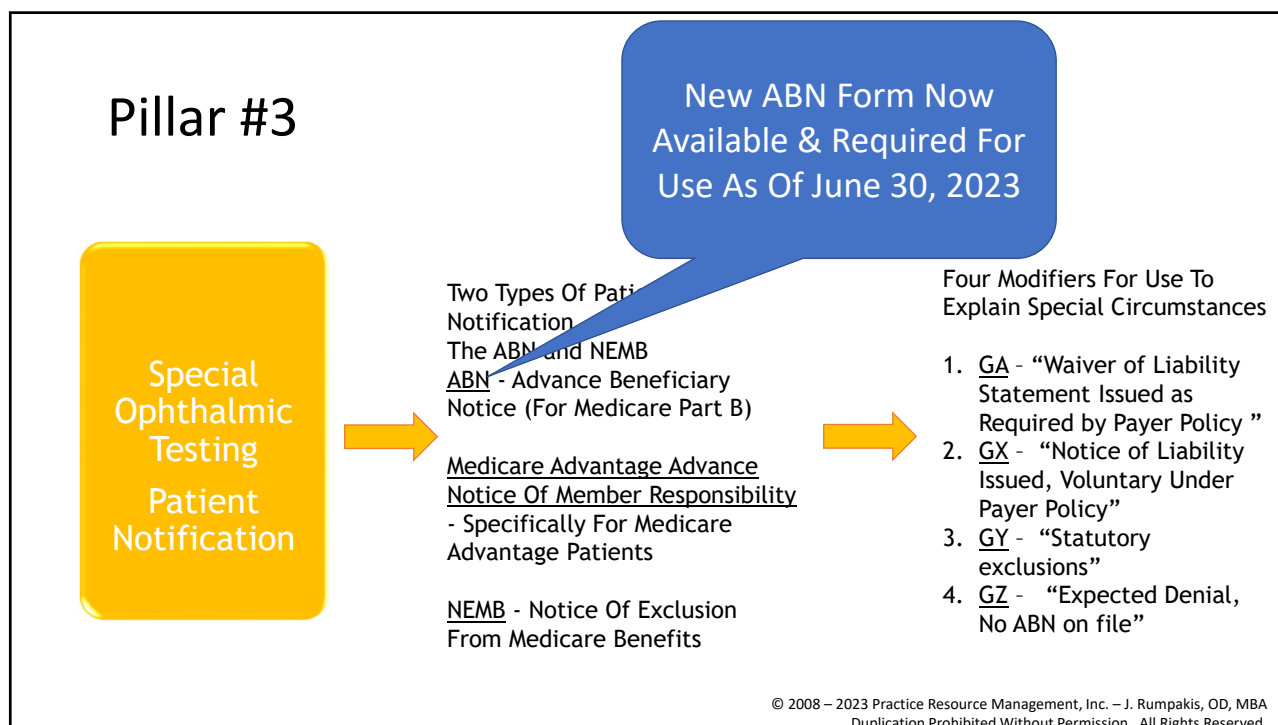 Pillar #3
New ABN Form Now
Available & Required For
Use As Of June 30, 2023
Special
Ophthalmic
Testing
Patient
Notification
Two Types Of
Notification
The ABN and NEMB
ABN - Advance Beneficiary
Notice (For Medicare Part B)
Medicare Advantage Advance
Notice Of Member Responsibility
- Specifically For Medicare
Advantage Patients
NEMB - Notice Of Exclusion
From Medicare Benefits
Four Modifiers For Use To
Explain Special Circumstances
1. GA – “Waiver of Liability
Statement Issued as
Required by Payer Policy ”
2. GX – “Notice of Liability
Issued, Voluntary Under
Payer Policy”
3. GY – “Statutory
exclusions”
4. GZ – “Expected Denial,
No ABN on file”
© 2008 – 2023 Practice Resource Management, Inc. – J. Rumpakis, OD, MBA
Duplication Prohibited Without Permission. All Rights Reserved.